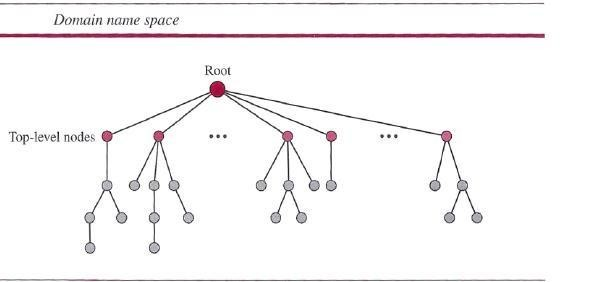 Domain name space
Root
Top-level nodes
...
...